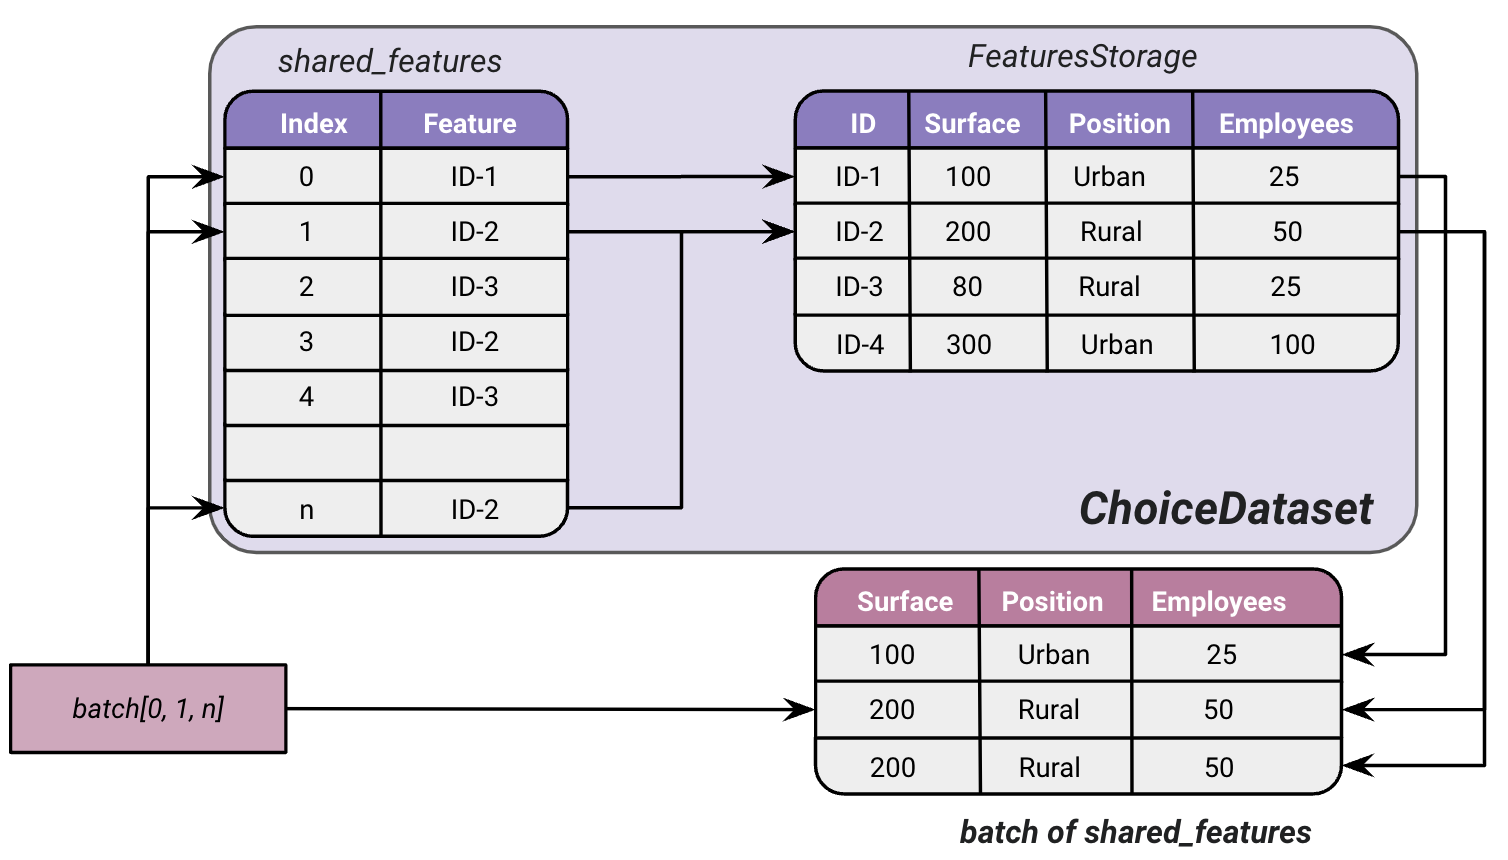 shared_features
Index Feature
0 ID-1
1 ID-2
2 ID-3
3 ID-2
4 ID-3
n ID-2
FeaturesStorage
ID Surface Position Employees
ID-1 100 Urban 25
ID-2 200 Rural 50
ID-3 80 Rural 25
ID-4 300 Urban 100
ChoiceDataset
batch[0, 1, n]
Surface Position Employees
100 Urban 25
200 Rural 50
200 Rural 50
batch of shared_features